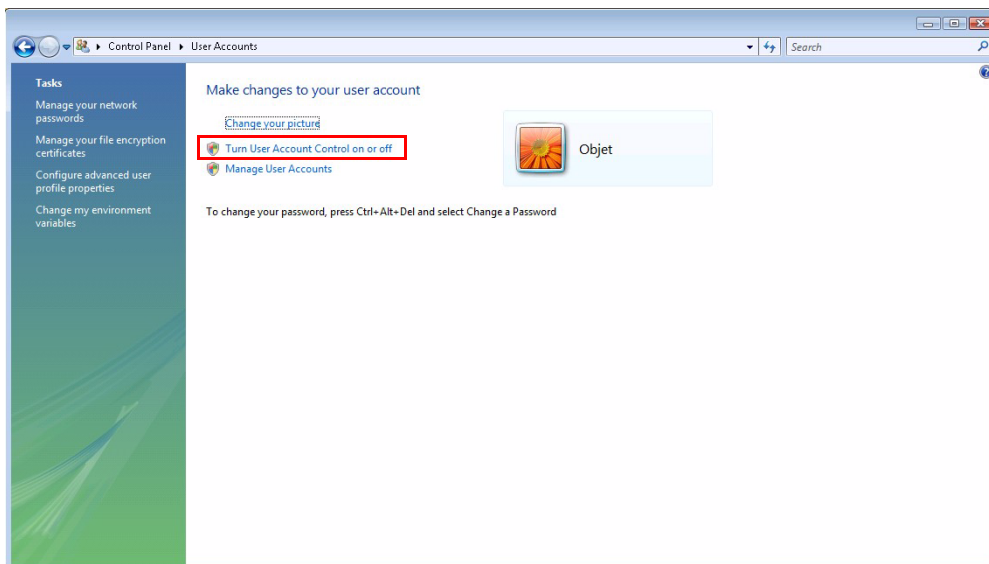 Control Panel
User Accounts
Search
Tasks
Manage your network
passwords
Manage your file encryption
certificates
Configure advanced user
profile properties
Change my environment
variables
Make changes to your user account
Change your picture
Turn User Account Control on or off
Manage User Accounts
Objet
To change your password, press Ctrl+Alt+Del and select Change a Password